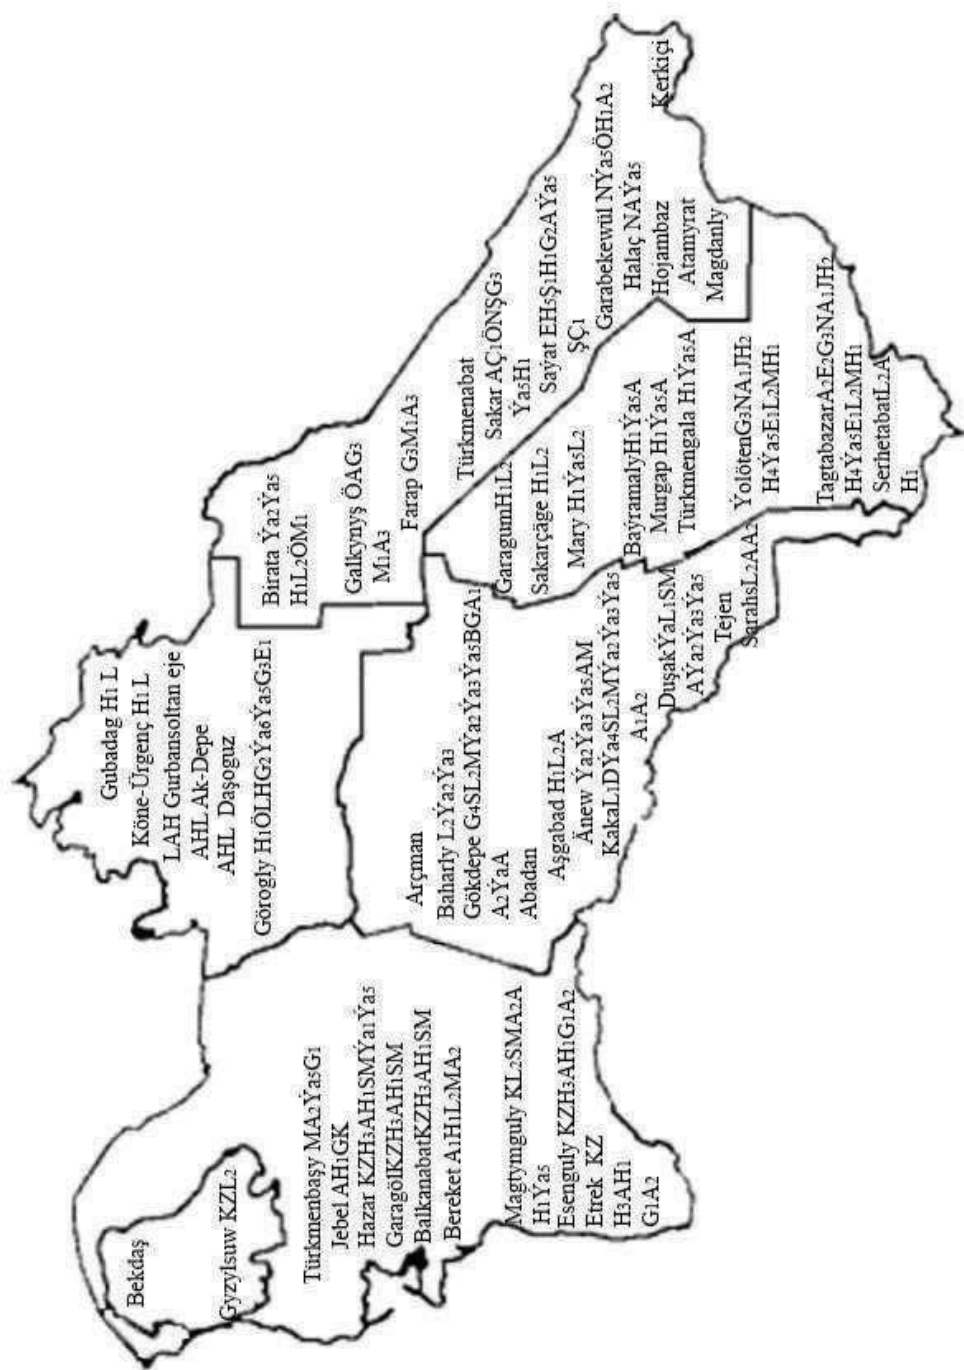 Bekdaş
Gyzylsuw KZL2
Türkmenbaşy MA2Ýa5G1
Jebel AH1GK
Hazar KZH3AH1SMÝa1Ýa5
GaragölKZH3AH1SM
BalkanabatKZH3AH1SM
Bereket A1H1L2MA2
Magtymguly KL2SMA2A
H1Ýa5
Esenguly KZH3AH1G1A2
Etrek KZ
H3AH1
G1A2
Gubadag H1 L
Köne-Ürgenç H1 L
LAH Gurbansoltan eje
AHL Ak-Depe
AHL Daşoguz
Görogly H1ÖLHG2Ýa6Ýa5G3E1
Arçman
Baharly L2Ýa2Ýa3
Gökdepe G4SL2MÝa2Ýa3Ýa5BGA1
A2ÝaA
Abadan
Aşgabad H1L2A
Änew Ýa2Ýa3Ýa5AM
KakaL1DÝa4SL2MÝa2Ýa3Ýa5
A1A2
DuşakÝaL1SM
AÝa2Ýa3Ýa5
Tejen
SarahsL2AA2
Birata Ýa2Ýa5
H1L2ÖM1
Galkynyş ÖAG3
M1A3
Farap G3M1A3
Türkmenabat
Sakar AÇ1ÖNŞG3
Ýa5H1
Saýat EH5Ş1H1G2AÝa5
ŞÇ1
Garabekewül NÝa5ÖH1A2
Halaç NAÝa5
Hojambaz
Atamyrat
Magdanly
Kerkiçi
GaragumH1L2
Sakarçäge H1L2
Mary H1Ýa5L2
BaýramalyH1Ýa5A
Murgap H1Ýa5A
Türkmengala H1Ýa5A
ÝolötenG3NA1JH2
H4Ýa5E1L2MH1
TagtabazarA2E2G3NA1JH2
H4Ýa5E1L2MH1
SerhetabatL2A
H1